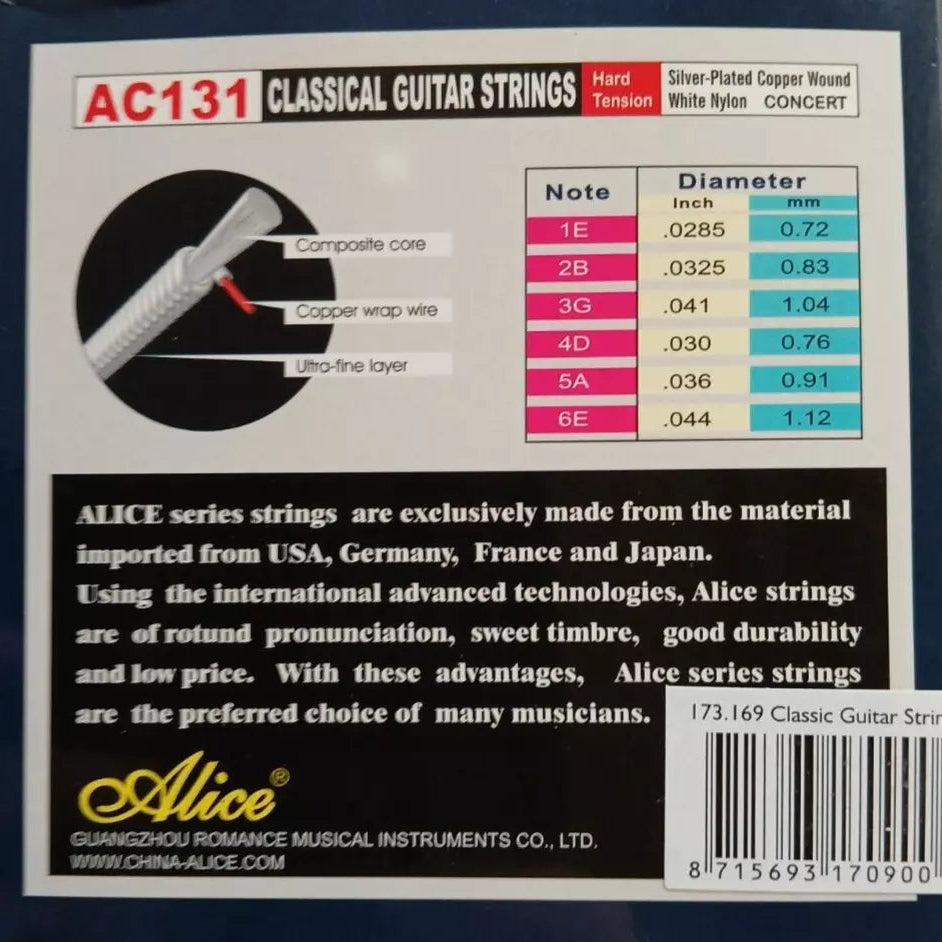 AC131 CLASSICAL GUITAR STRINGS Hard Tension Silver-Plated Copper Wound White Nylon CONCERT
Composite core
Copper wrap wire
Ultra-fine layer
Note Diameter
Inch mm
1E .0285 0.72
2B .0325 0.83
3G .041 1.04
4D .030 0.76
5A .036 0.91
6E .044 1.12
ALICE series strings are exclusively made from the material
imported from USA, Germany, France and Japan.
Using the international advanced technologies, Alice strings
are of rotund pronunciation, sweet timbre, good durability
and low price. With these advantages, Alice series strings
are the preferred choice of many musicians.
Alice®
GUANGZHOU ROMANCE MUSICAL INSTRUMENTS CO., LTD.
WWW.CHINA-ALICE.COM
173.169 Classic Guitar Strin
8 715693 170900